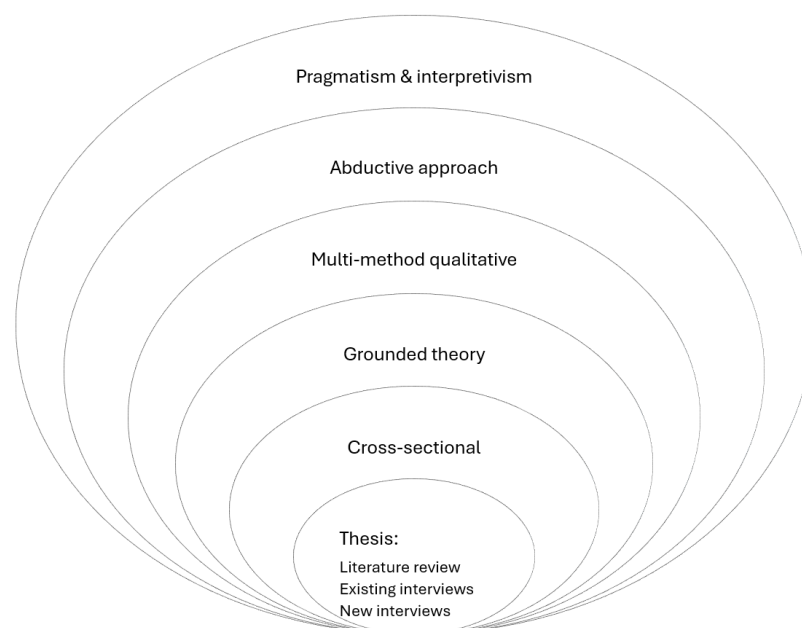 Pragmatism & interpretivism
Abductive approach
Multi-method qualitative
Grounded theory
Cross-sectional
Thesis:
Literature review
Existing interviews
New interviews